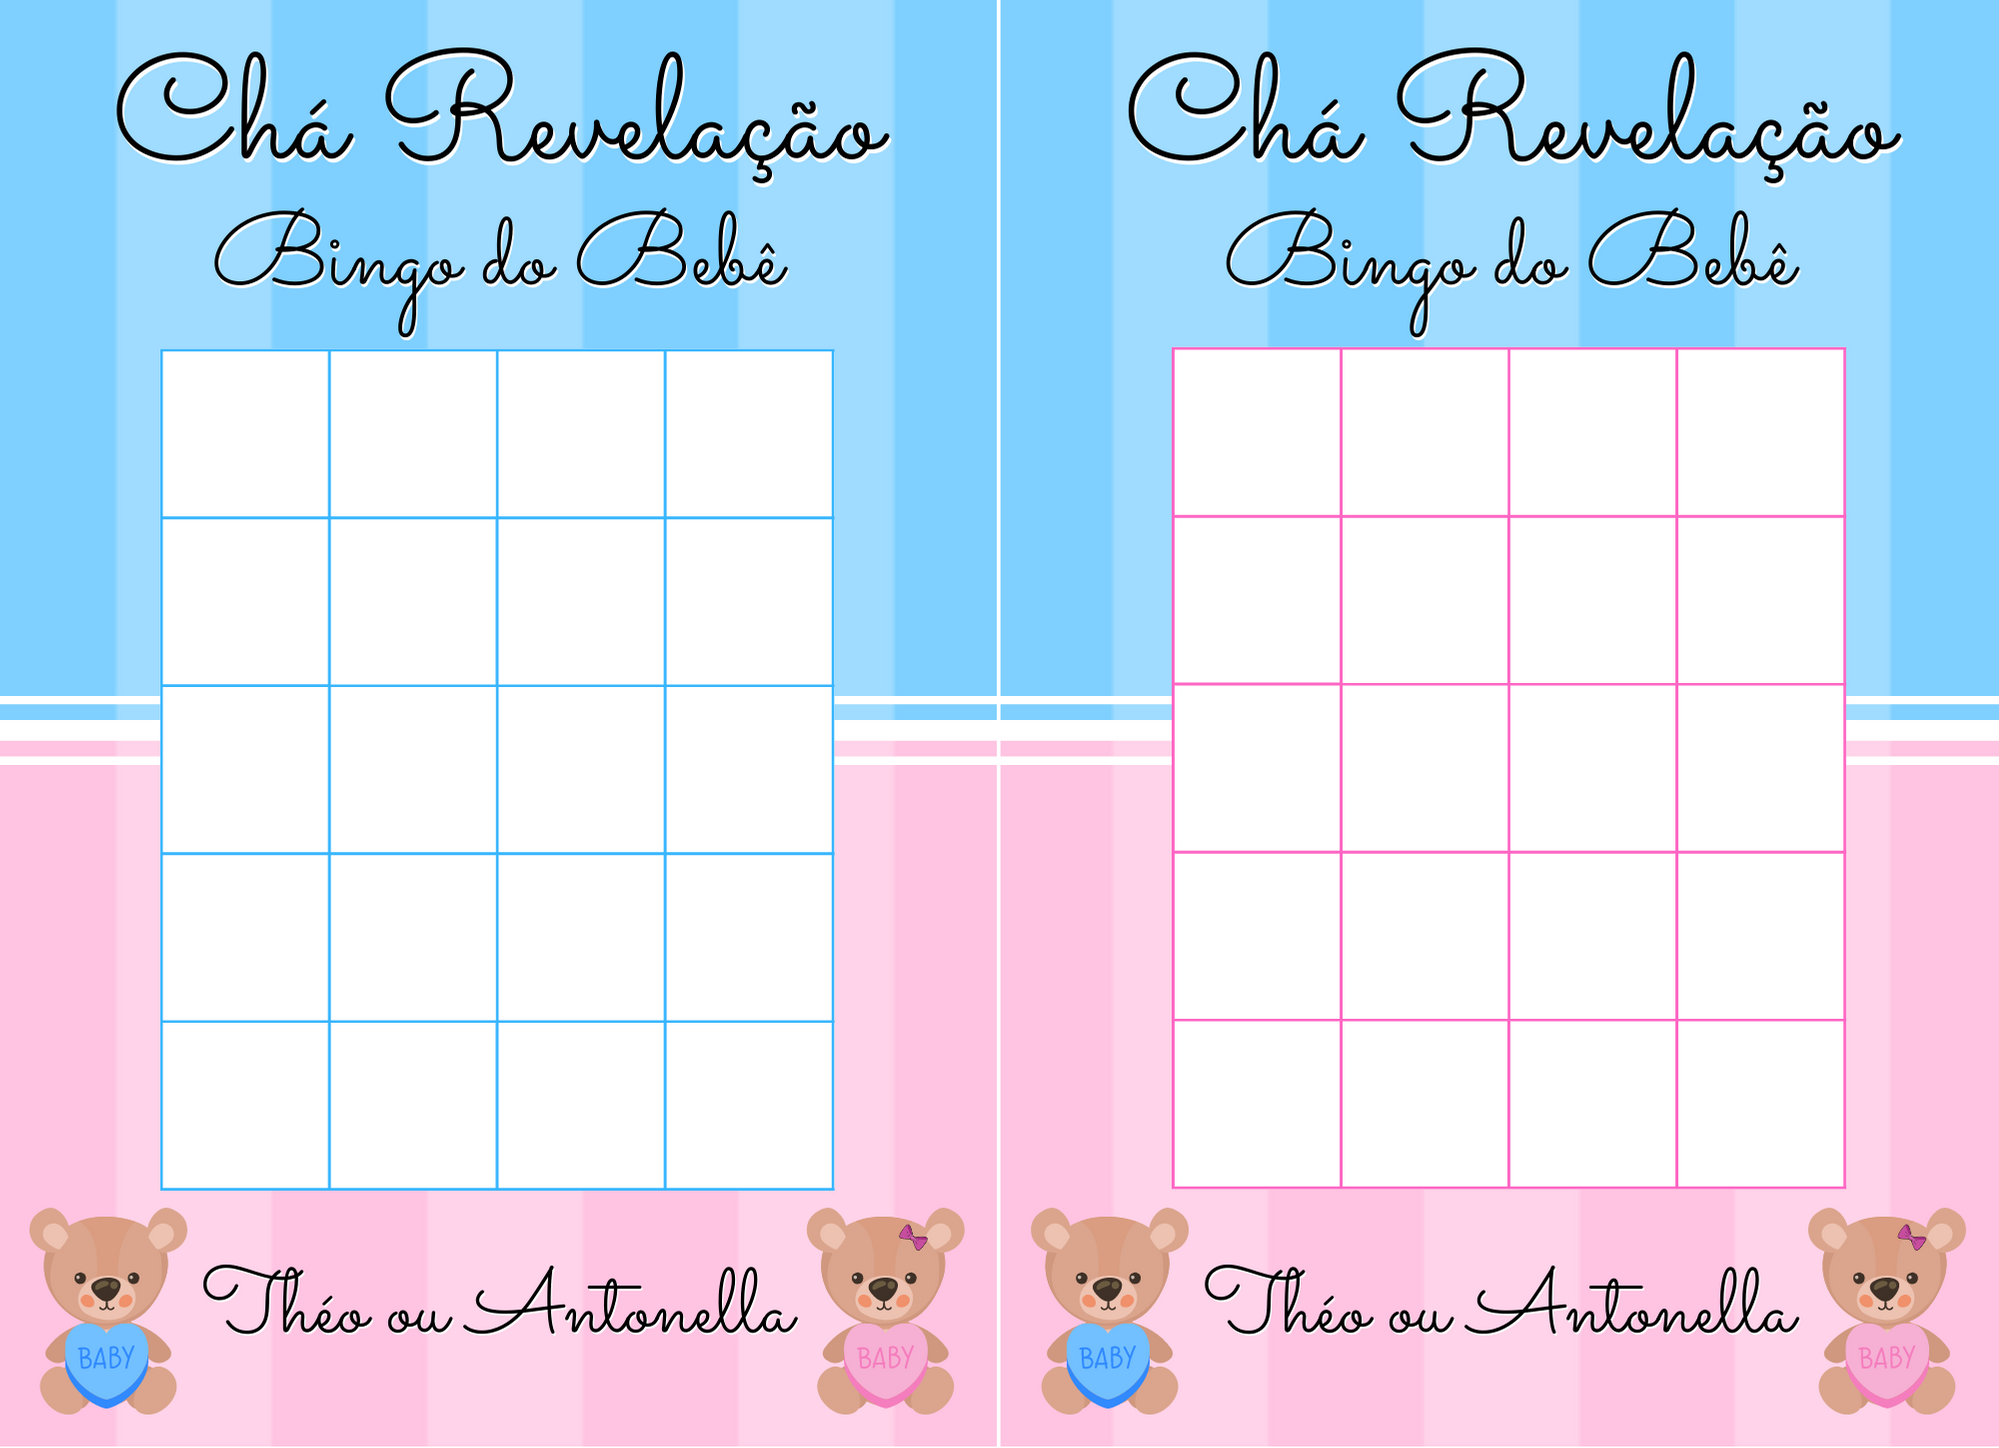 Chá Revelação
Bingo do Bebê
Théo ou Antonella
BABY
BABY
Chá Revelação
Bingo do Bebê
Théo ou Antonella
BABY
BABY